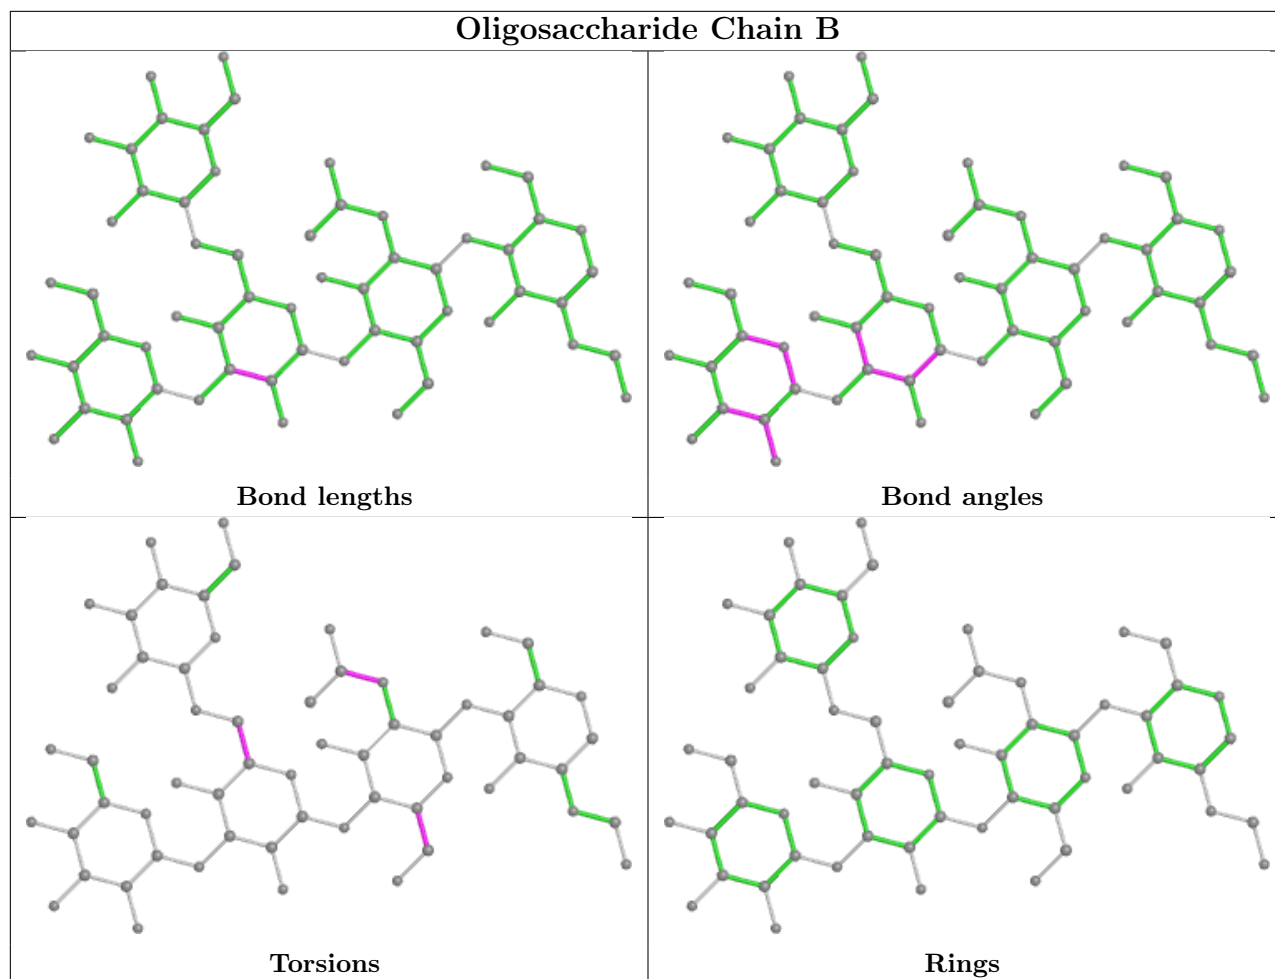 Oligosaccharide Chain B
Bond lengths
Bond angles
Torsions
Rings